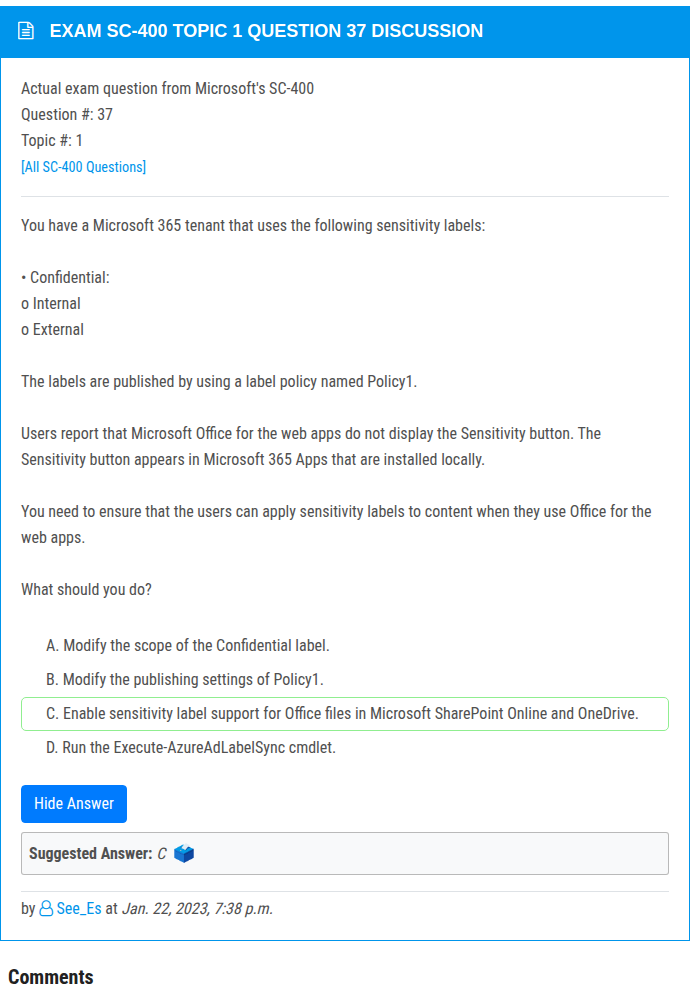 EXAM SC-400 TOPIC 1 QUESTION 37 DISCUSSION
Actual exam question from Microsoft's SC-400
Question #: 37
Topic #: 1
[All SC-400 Questions]
You have a Microsoft 365 tenant that uses the following sensitivity labels:
• Confidential:
o Internal
o External
The labels are published by using a label policy named Policy1.
Users report that Microsoft Office for the web apps do not display the Sensitivity button. The
Sensitivity button appears in Microsoft 365 Apps that are installed locally.
You need to ensure that the users can apply sensitivity labels to content when they use Office for the
web apps.
What should you do?
A. Modify the scope of the Confidential label.
B. Modify the publishing settings of Policy1.
C. Enable sensitivity label support for Office files in Microsoft SharePoint Online and OneDrive.
D. Run the Execute-AzureAdLabelSync cmdlet.
Hide Answer
Suggested Answer: C
by See_Es at Jan. 22, 2023, 7:38 p.m.
Comments